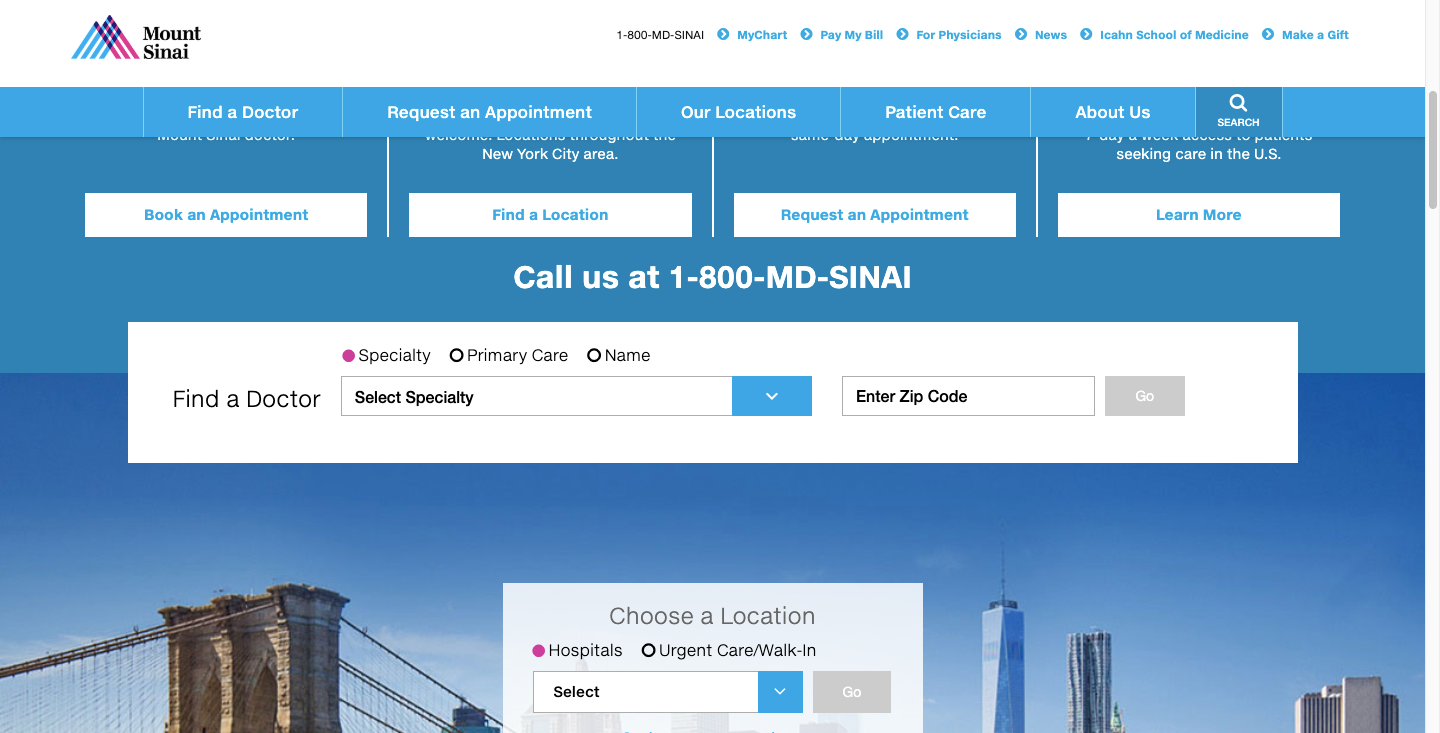 Mount
Sinai
1-800-MD-SINAI MyChart Pay My Bill For Physicians News Icahn School of Medicine Make a Gift
Find a Doctor Request an Appointment Our Locations Patient Care About Us SEARCH
Mount Sinai doctor. welcome. Locations throughout the same-day appointment. 7-day a week access to patients
New York City area. seeking care in the U.S.
Book an Appointment Find a Location Request an Appointment Learn More
Call us at 1-800-MD-SINAI
Specialty Primary Care Name
Find a Doctor Select Specialty Enter Zip Code Go
Choose a Location
Hospitals Urgent Care/Walk-In
Select Go